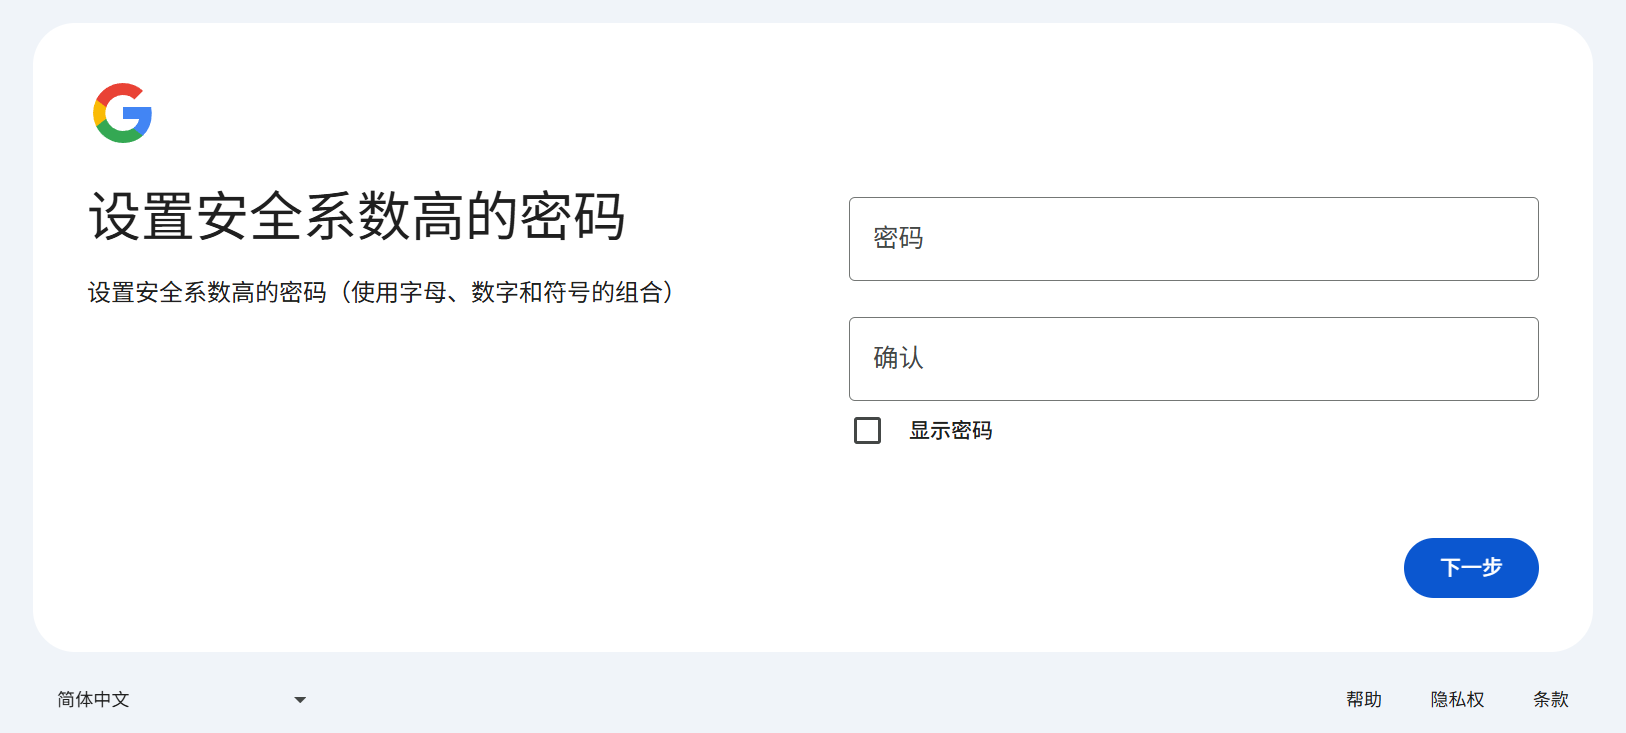 设置安全系数高的密码
设置安全系数高的密码（使用字母、数字和符号的组合）
密码
确认
显示密码
下一步
简体中文
帮助
隐私权
条款